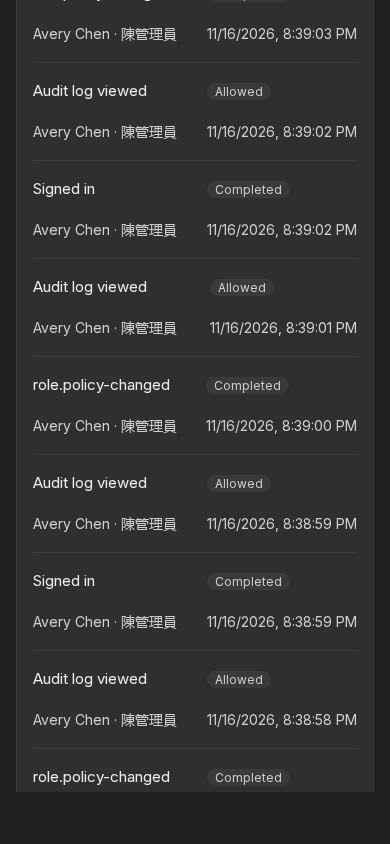 Avery Chen · 陳管理員 11/16/2026, 8:39:03 PM
Audit log viewed Allowed
Avery Chen · 陳管理員 11/16/2026, 8:39:02 PM
Signed in Completed
Avery Chen · 陳管理員 11/16/2026, 8:39:02 PM
Audit log viewed Allowed
Avery Chen · 陳管理員 11/16/2026, 8:39:01 PM
role.policy-changed Completed
Avery Chen · 陳管理員 11/16/2026, 8:39:00 PM
Audit log viewed Allowed
Avery Chen · 陳管理員 11/16/2026, 8:38:59 PM
Signed in Completed
Avery Chen · 陳管理員 11/16/2026, 8:38:59 PM
Audit log viewed Allowed
Avery Chen · 陳管理員 11/16/2026, 8:38:58 PM
role.policy-changed Completed